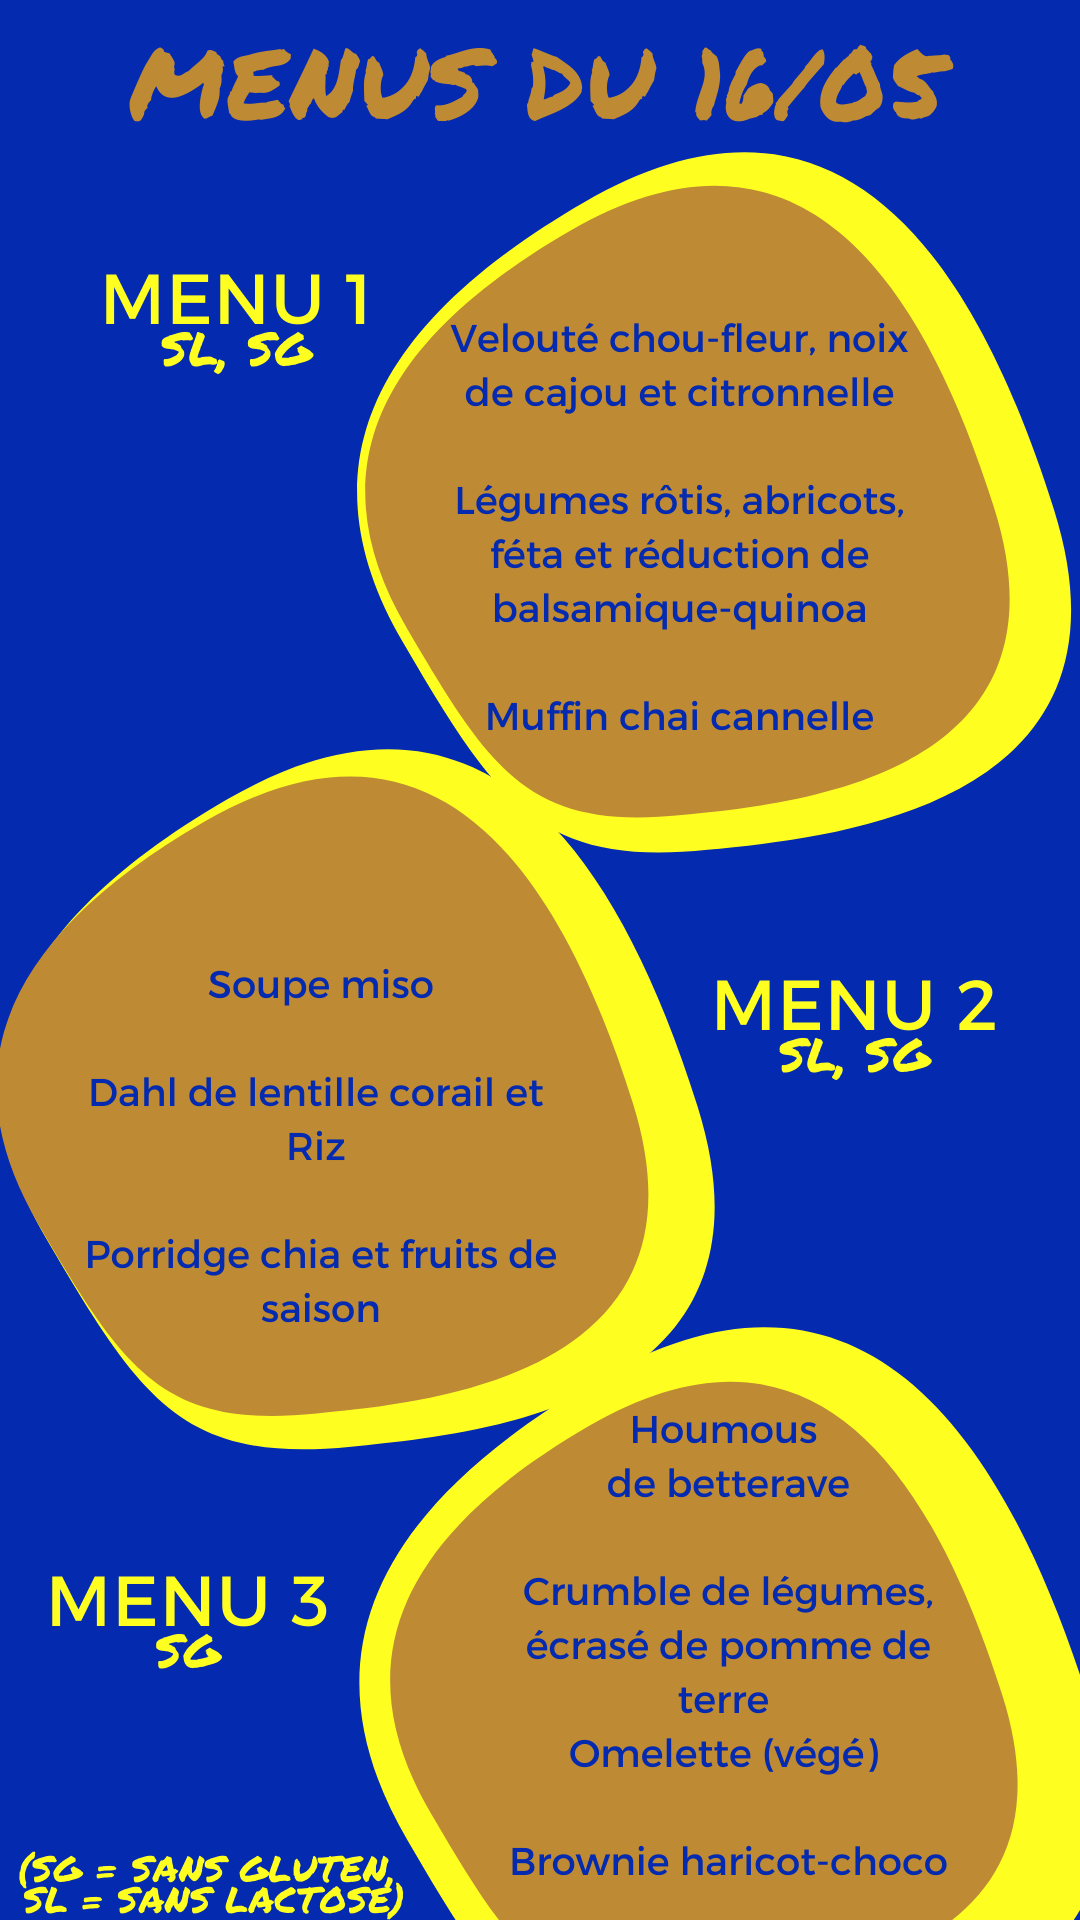 MENUS DU 16/05
MENU 1
SL, SG
Velouté chou-fleur, noix
de cajou et citronnelle
Légumes rôtis, abricots,
féta et réduction de
balsamique-quinoa
Muffin chai cannelle
Soupe miso
Dahl de lentille corail et
Riz
Porridge chia et fruits de
saison
MENU 2
SL, SG
Houmous
de betterave
Crumble de légumes,
écrasé de pomme de
terre
Omelette (végé)
Brownie haricot-choco
MENU 3
SG
(SG = SANS GLUTEN,
SL = SANS LACTOSE)